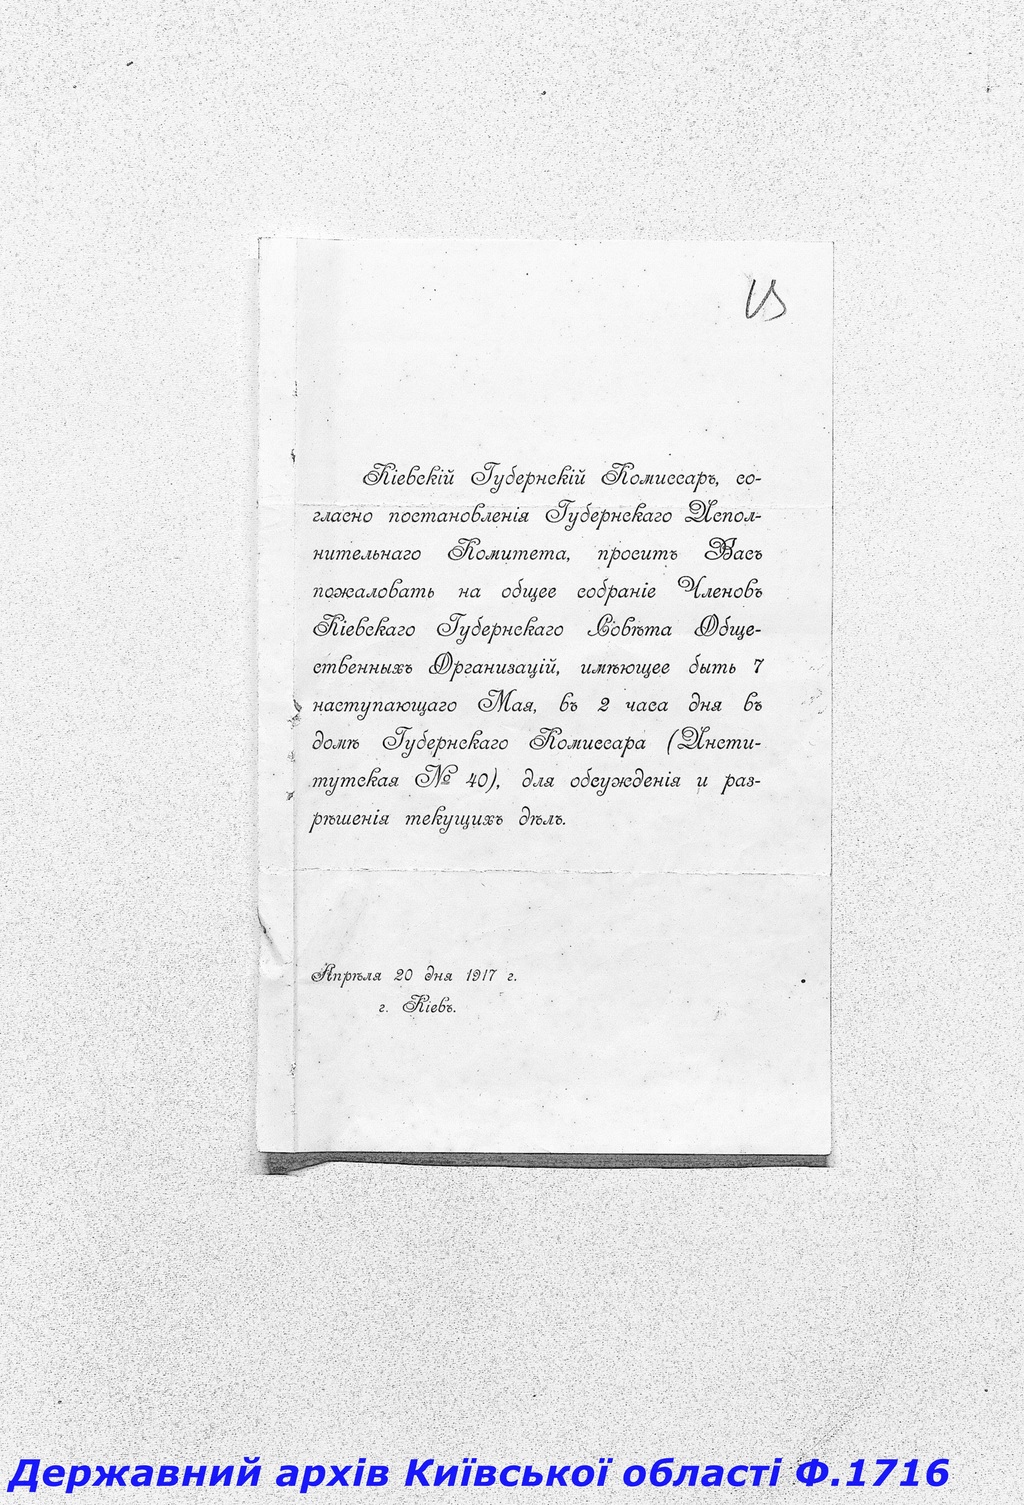 Кіевскій Губернскій Комиссаръ, со-
гласно постановленія Губернскаго Испол-
нительнаго Комитета, проситъ Васъ
пожаловать на общее собраніе Членовъ
Кіевскаго Губернскаго Совѣта Обще-
ственныхъ Организацій, имѣющее быть 7
наступающаго Мая, въ 2 часа дня въ
домѣ Губернскаго Комиссара (Инсти-
тутская № 40), для обсужденія и раз-
рѣшенія текущихъ дѣлъ.
Апрѣля 20 дня 1917 г.
г. Кіевъ.
Державний архів Київської області Ф.1716